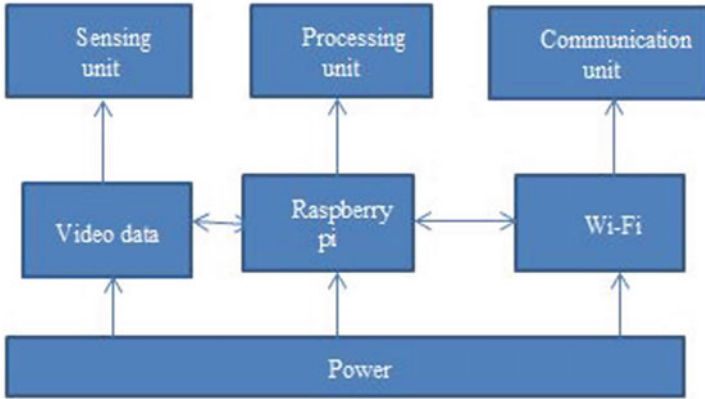 Sensing
unit
Processing
unit
Communication
unit
Video data
Raspberry
pi
Wi-Fi
Power